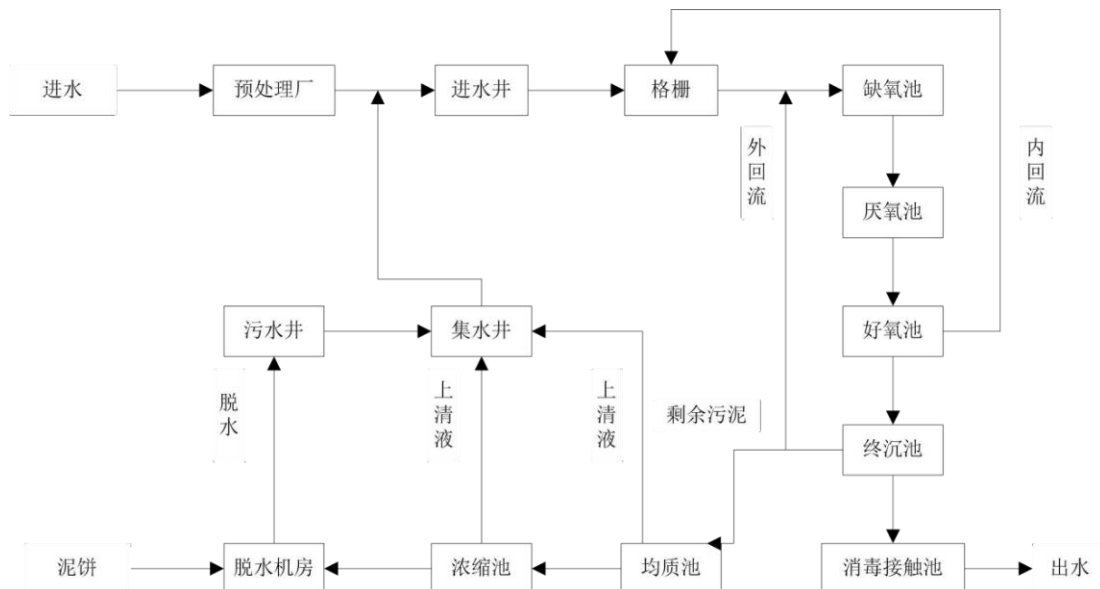 进水
预处理厂
进水井
格栅
缺氧池
外回流
内回流
厌氧池
污水井
集水井
好氧池
脱水
上清液
上清液
剩余污泥
终沉池
泥饼
脱水机房
浓缩池
均质池
消毒接触池
出水